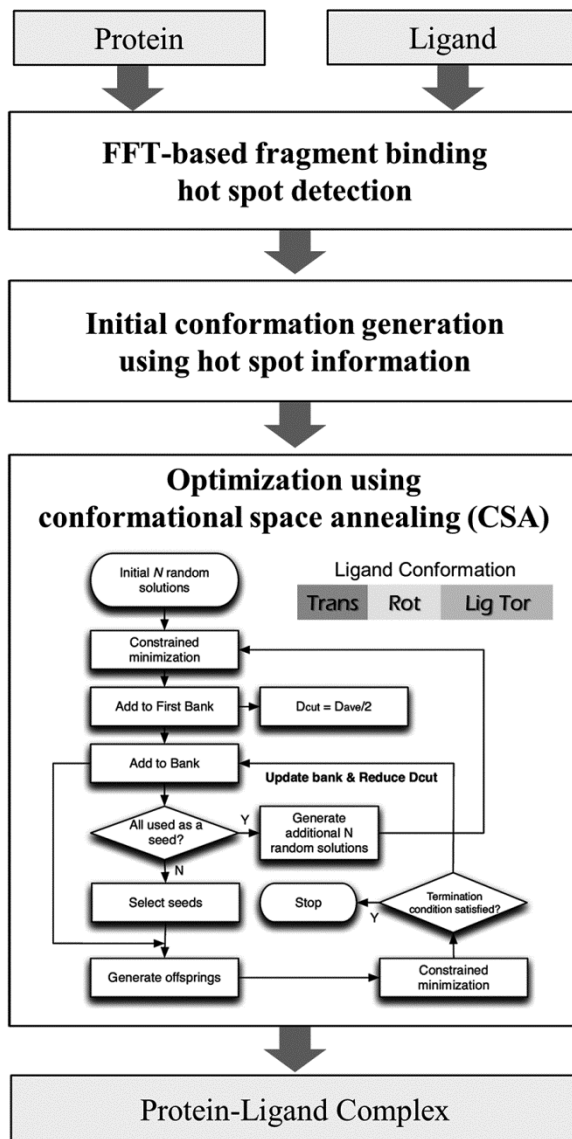 Protein
Ligand
FFT-based fragment binding
hot spot detection
Initial conformation generation
using hot spot information
Optimization using
conformational space annealing (CSA)
Initial N random
solutions
Ligand Conformation
Trans Rot Lig Tor
Constrained
minimization
Add to First Bank
Dcut = Dave/2
Add to Bank
Update bank & Reduce Dcut
All used as a
seed?
Y
Generate
additional N
random solutions
N
Select seeds
Stop
Y
Termination
condition satisfied?
Generate offsprings
Constrained
minimization
Protein-Ligand Complex